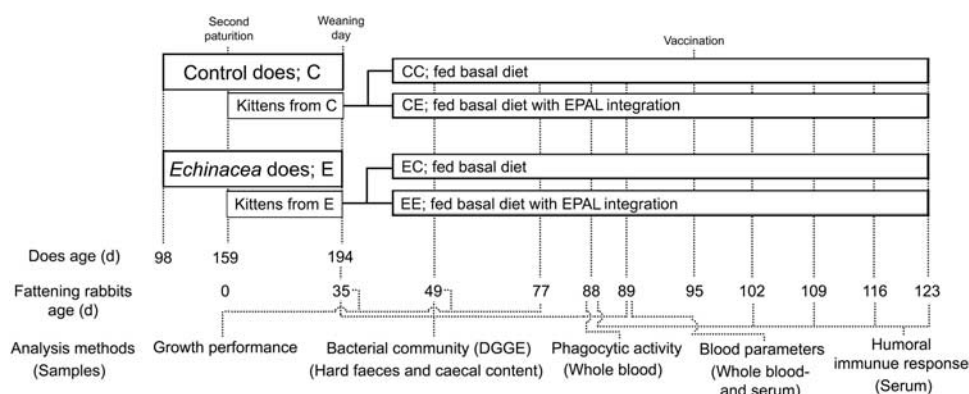 Second
paturition
Weaning
day
Vaccination
Control does; C
CC; fed basal diet
Kittens from C
CE; fed basal diet with EPAL integration
Echinacea does; E
EC; fed basal diet
Kittens from E
EE; fed basal diet with EPAL integration
Does age (d) 98 159 194
Fattening rabbits
age (d)
0 35 49 77 88 89 95 102 109 116 123
Analysis methods
(Samples)
Growth performance
Bacterial community (DGGE)
(Hard faeces and caecal content)
Phagocytic activity
(Whole blood)
Blood parameters
(Whole blood-
and serum)
Humoral
immunue response
(Serum)